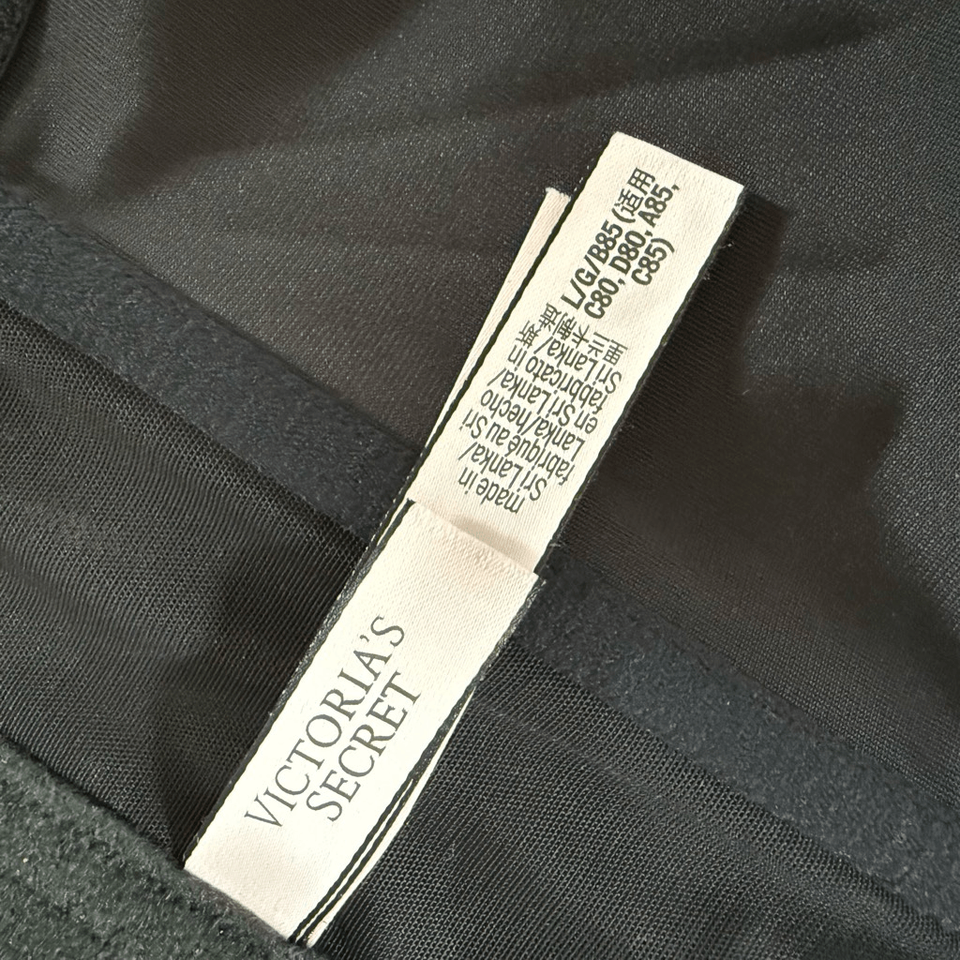 VICTORIA'S
SECRET
L/G/B85 (适用
C80, D80, A85,
C85)
made in
Sri Lanka/
fabriqué au Sri
Lanka/hecho
en Sri Lanka/
fabbricato in
Sri Lanka/斯
里兰卡制造